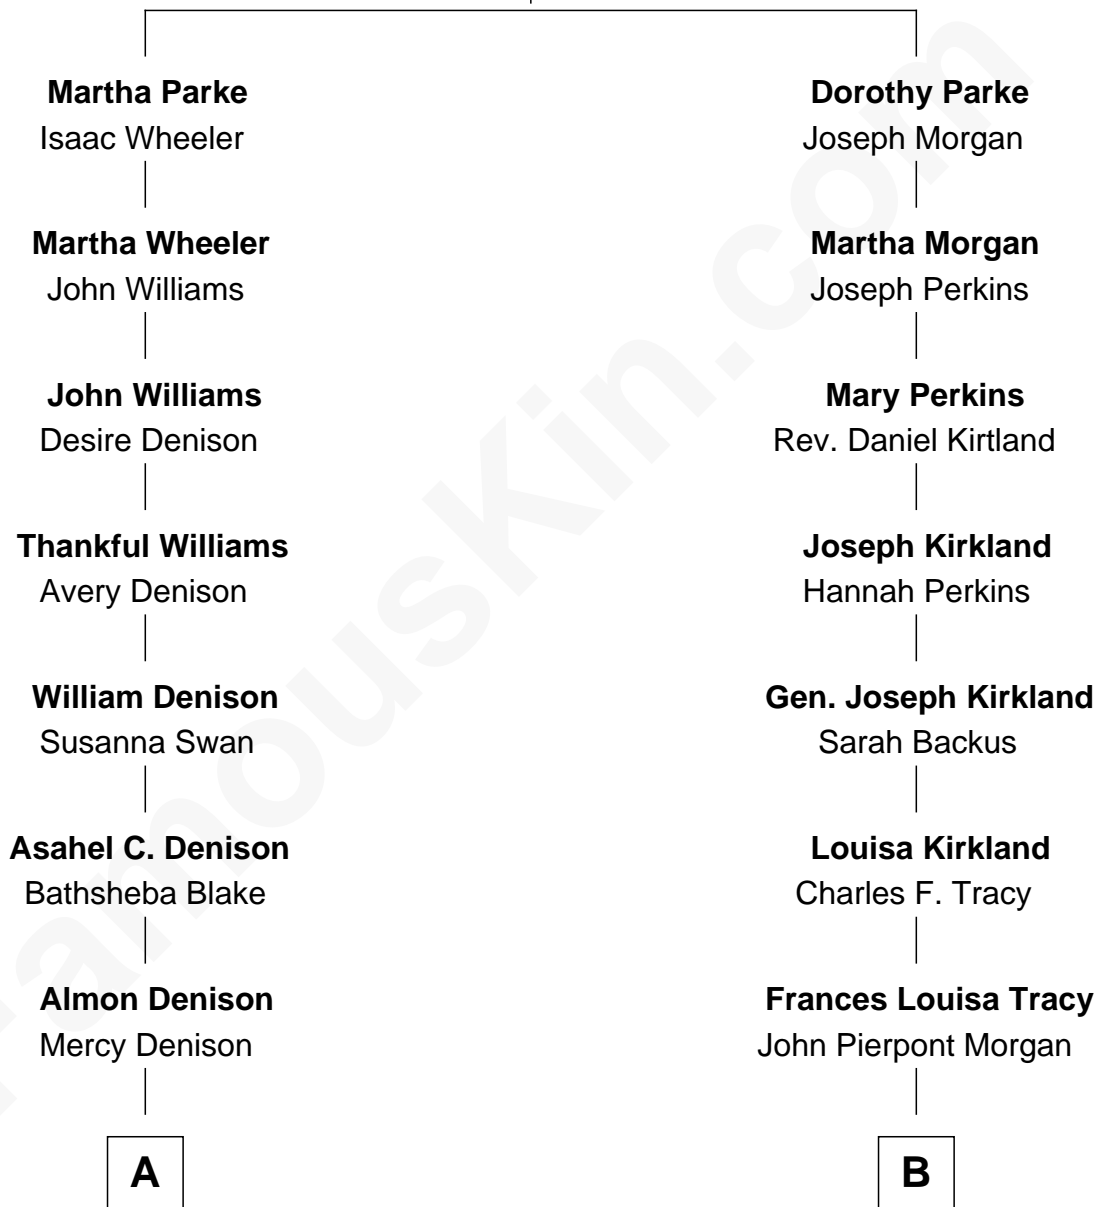 Martha Parke
Isaac Wheeler
Martha Wheeler
John Williams
John Williams
Desire Denison
Thankful Williams
Avery Denison
William Denison
Susanna Swan
Asahel C. Denison
Bathsheba Blake
Almon Denison
Mercy Denison
A
Dorothy Parke
Joseph Morgan
Martha Morgan
Joseph Perkins
Mary Perkins
Rev. Daniel Kirtland
Joseph Kirkland
Hannah Perkins
Gen. Joseph Kirkland
Sarah Backus
Louisa Kirkland
Charles F. Tracy
Frances Louisa Tracy
John Pierpont Morgan
B
FamousKin.com